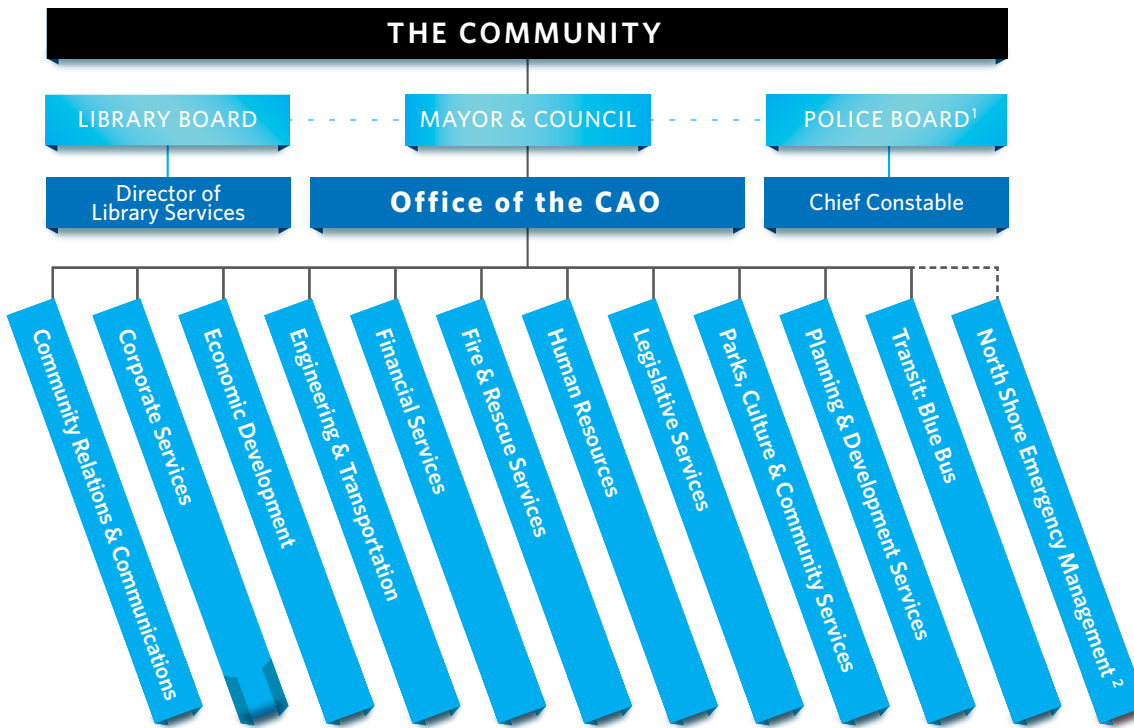 THE COMMUNITY
LIBRARY BOARD
MAYOR & COUNCIL
POLICE BOARD¹
Director of
Library Services
Office of the CAO
Chief Constable
Community Relations & Communications
Corporate Services
Economic Development
Engineering & Transportation
Financial Services
Fire & Rescue Services
Human Resources
Legislative Services
Parks, Culture & Community Services
Planning & Development Services
Transit: Blue Bus
North Shore Emergency Management ²